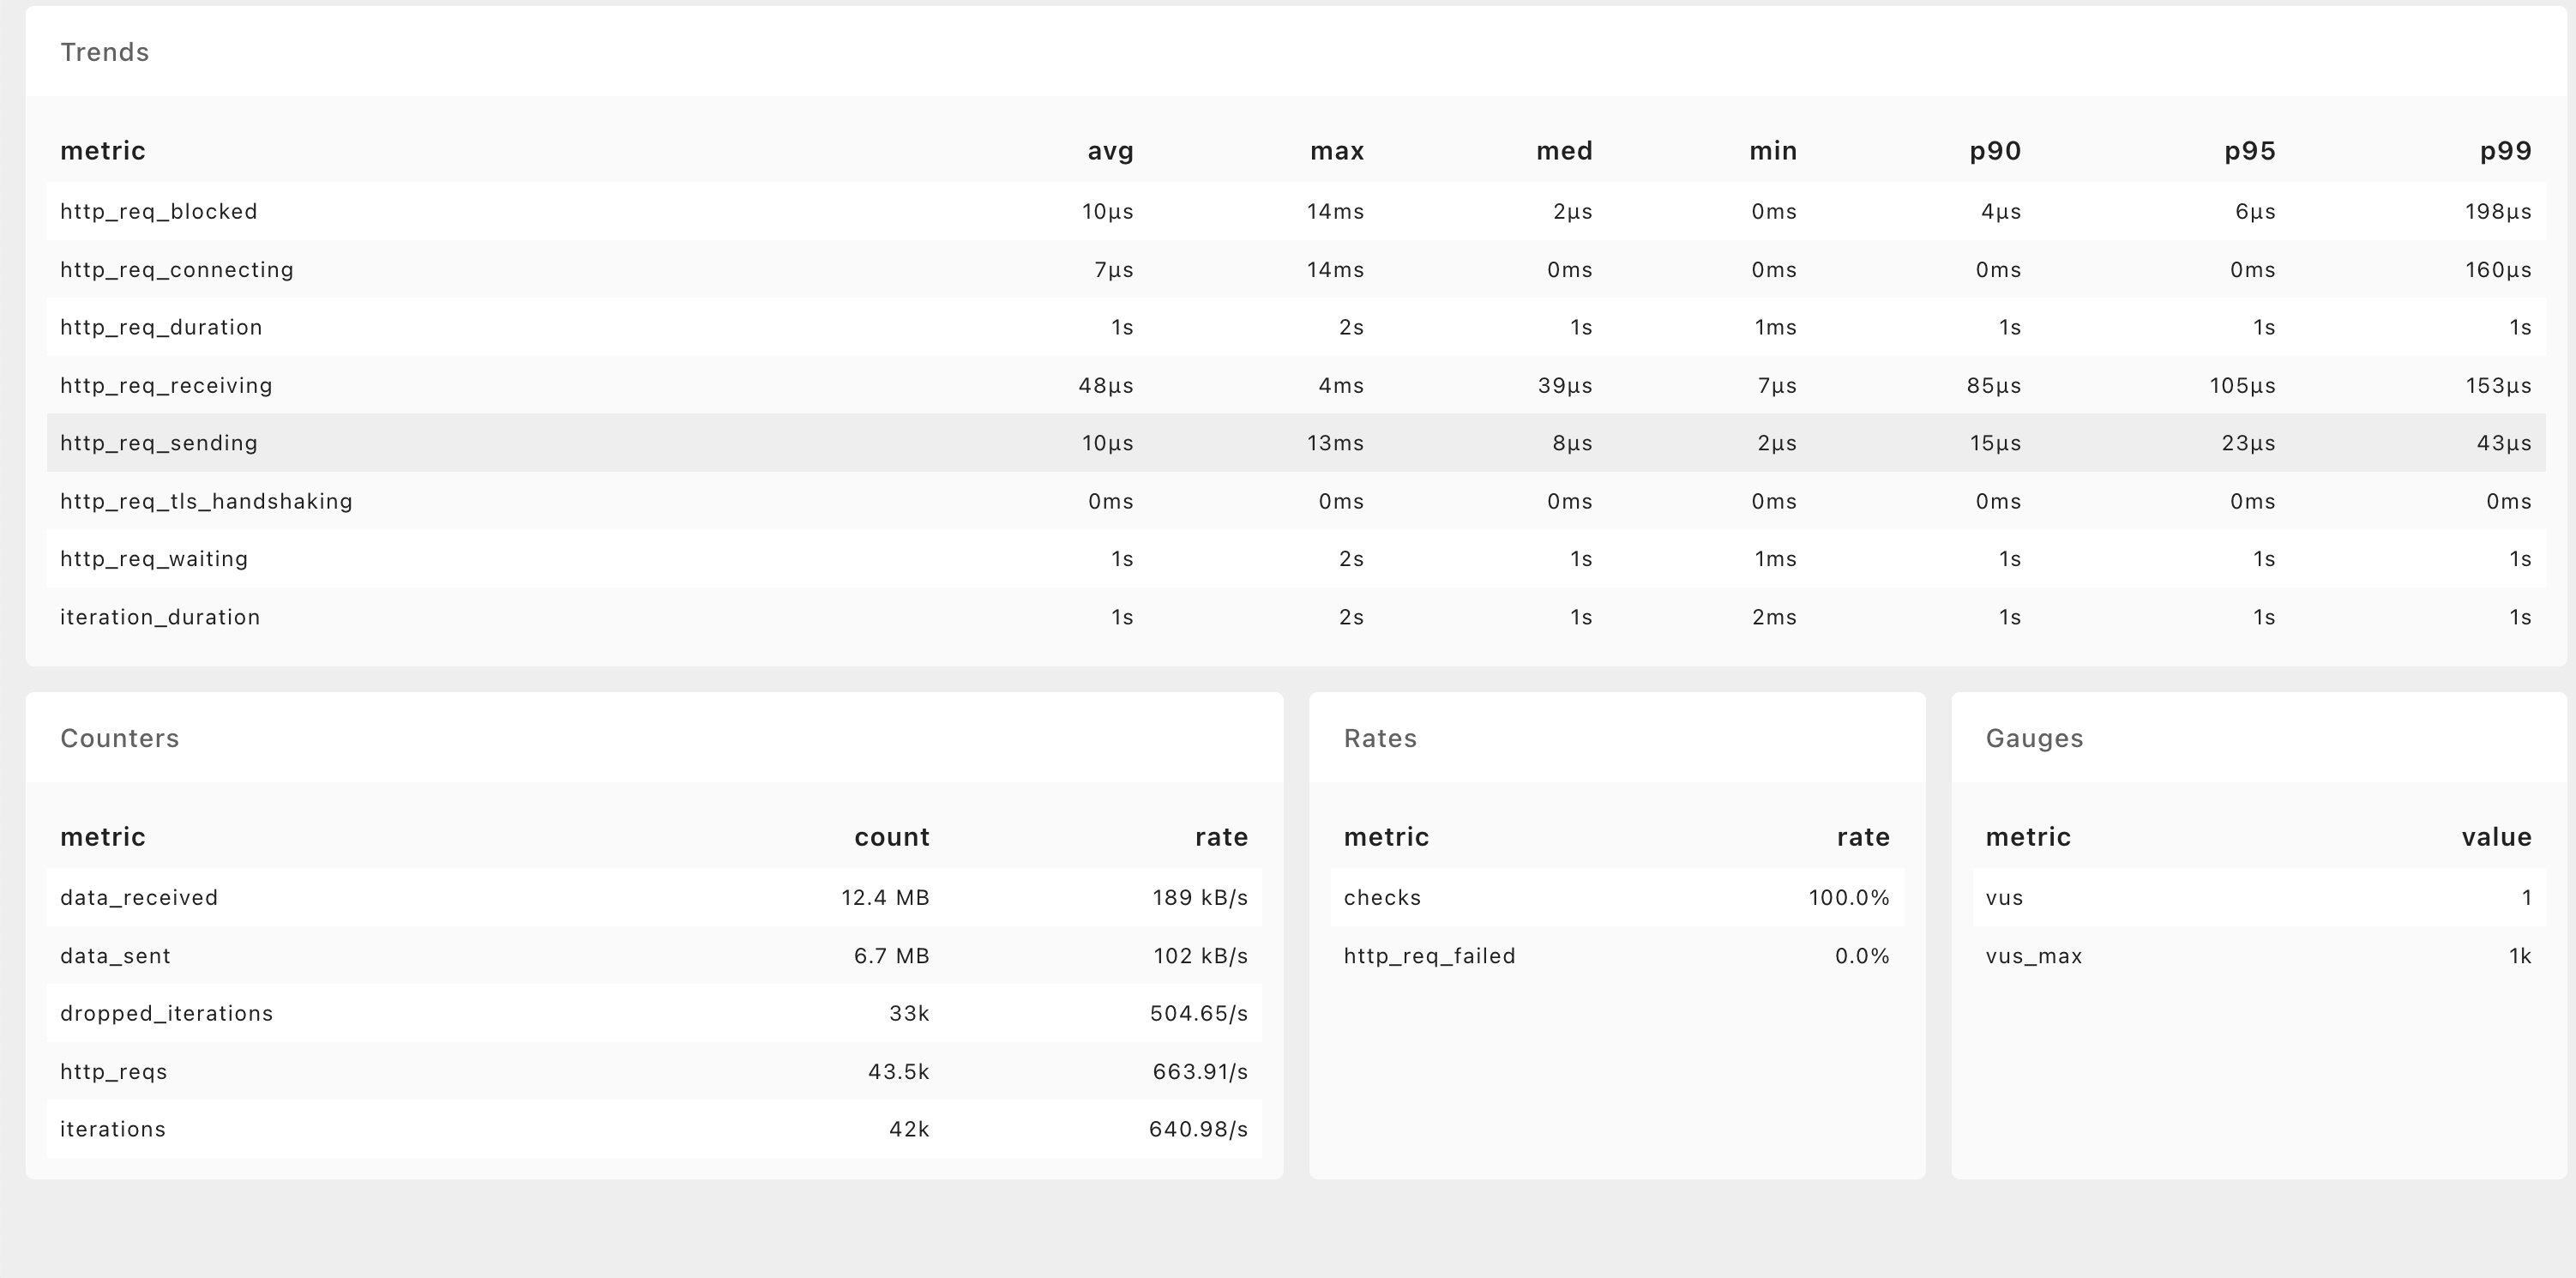 Trends
metric avg max med min p90 p95 p99
http_req_blocked 10µs 14ms 2µs 0ms 4µs 6µs 198µs
http_req_connecting 7µs 14ms 0ms 0ms 0ms 0ms 160µs
http_req_duration 1s 2s 1s 1ms 1s 1s 1s
http_req_receiving 48µs 4ms 39µs 7µs 85µs 105µs 153µs
http_req_sending 10µs 13ms 8µs 2µs 15µs 23µs 43µs
http_req_tls_handshaking 0ms 0ms 0ms 0ms 0ms 0ms 0ms
http_req_waiting 1s 2s 1s 1ms 1s 1s 1s
iteration_duration 1s 2s 1s 2ms 1s 1s 1s
Counters
metric count rate
data_received 12.4 MB 189 kB/s
data_sent 6.7 MB 102 kB/s
dropped_iterations 33k 504.65/s
http_reqs 43.5k 663.91/s
iterations 42k 640.98/s
Rates
metric rate
checks 100.0%
http_req_failed 0.0%
Gauges
metric value
vus 1
vus_max 1k